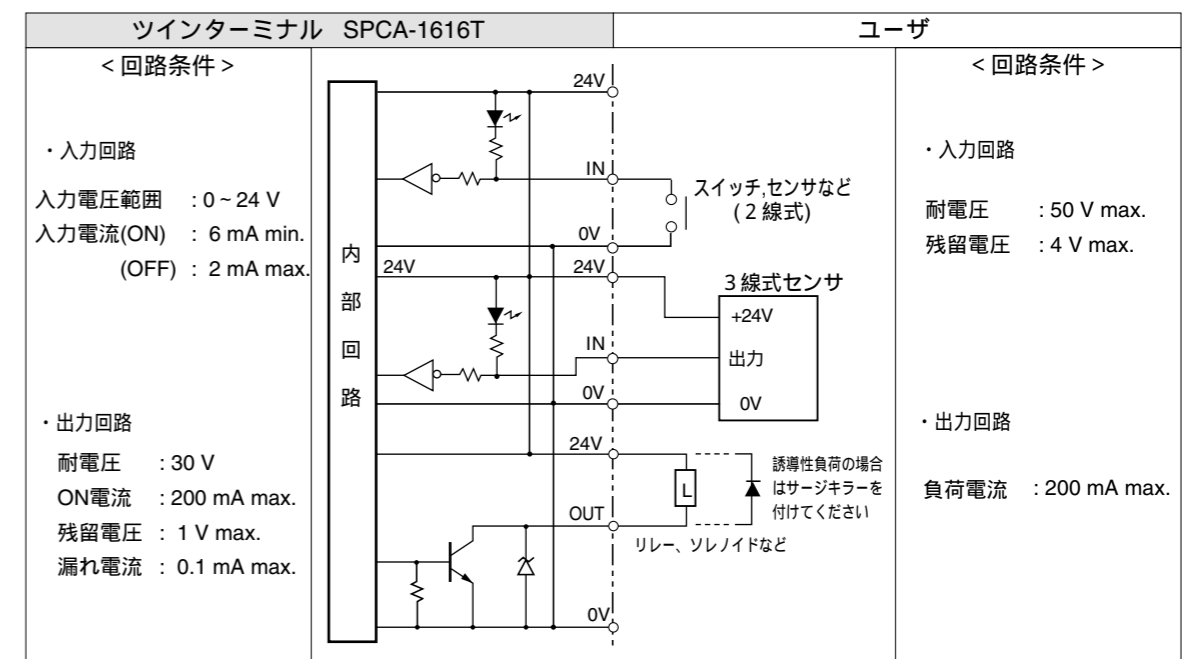 ツインターミナル SPCA-1616T
ユーザ
<回路条件>
・入力回路
入力電圧範囲 : 0~24 V
入力電流(ON) : 6 mA min.
(OFF) : 2 mA max.
・出力回路
耐電圧 : 30 V
ON電流 : 200 mA max.
残留電圧 : 1 V max.
漏れ電流 : 0.1 mA max.
内部回路
24V
IN
0V
24V
24V
IN
0V
24V
OUT
0V
スイッチ,センサなど
(2線式)
3線式センサ
+24V
出力
0V
L
誘導性負荷の場合
はサージキラーを
付けてください
リレー、ソレノイドなど
<回路条件>
・入力回路
耐電圧 : 50 V max.
残留電圧 : 4 V max.
・出力回路
負荷電流 : 200 mA max.